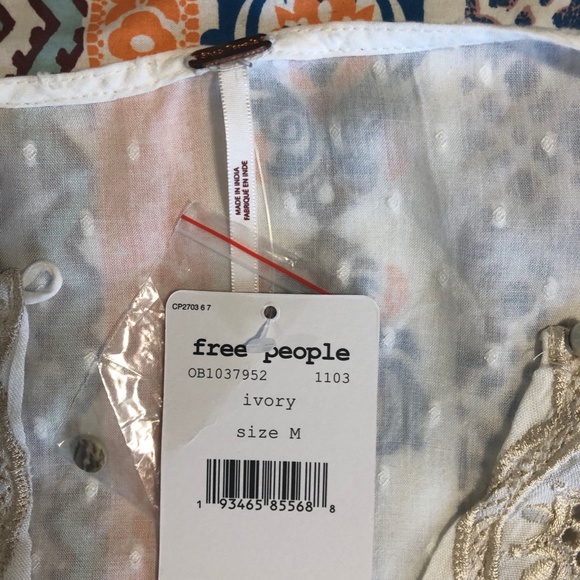 MADE IN INDIA
FABRIQUÉ EN INDE
CP2703 6 7
free people
OB1037952 1103
ivory
size M
1 93465 85568 8